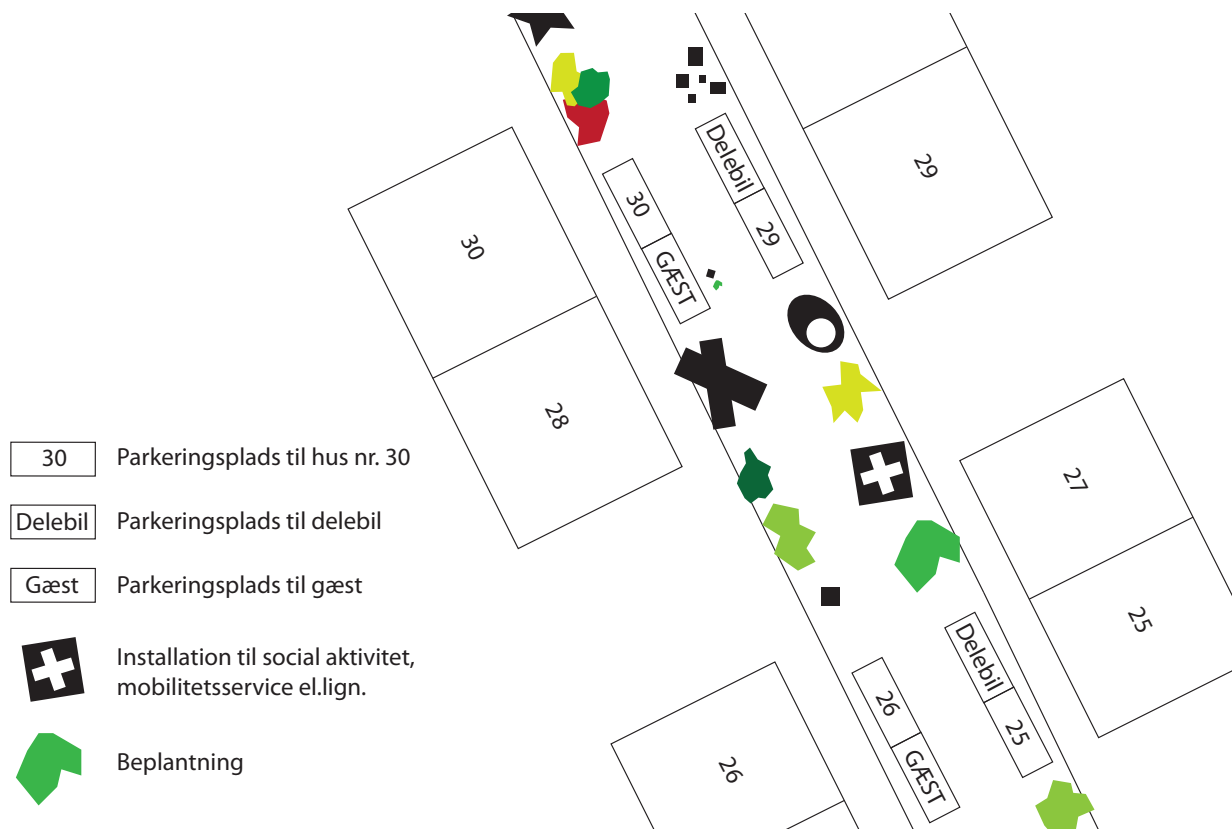 Delebil
29
30
29
GÆST
30
28
27
25
Delebil
25
26
GÆST
26
30 Parkeringsplads til hus nr. 30
Delebil Parkeringsplads til delebil
Gæst Parkeringsplads til gæst
Installation til social aktivitet,
mobilitetsservice el.lign.
Beplantning